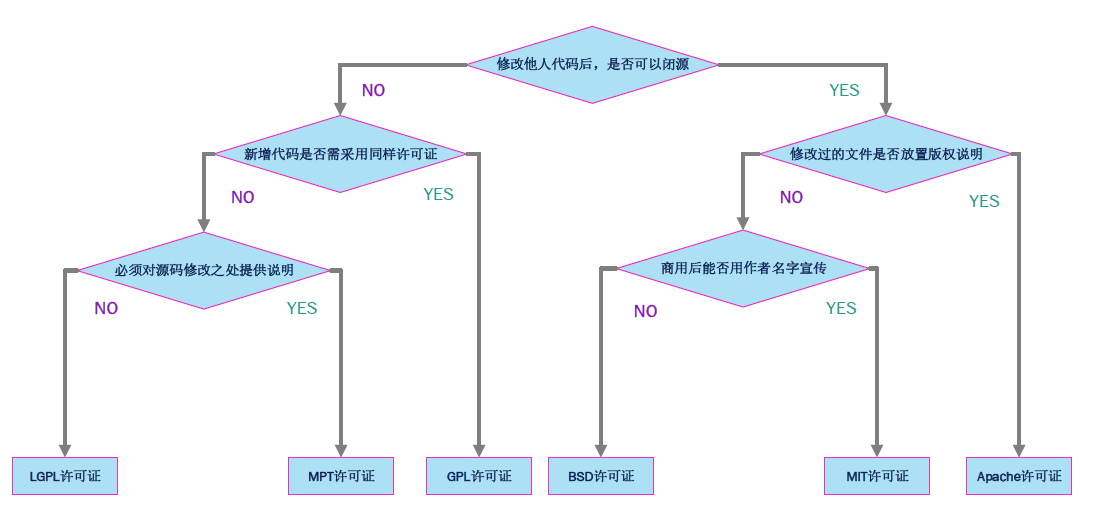 修改他人代码后，是否可以闭源
NO
YES
新增代码是否需采用同样许可证
修改过的文件是否放置版权说明
NO
YES
NO
YES
必须对源码修改之处提供说明
商用后能否用作者名字宣传
NO
YES
NO
YES
LGPL许可证
MPT许可证
GPL许可证
BSD许可证
MIT许可证
Apache许可证